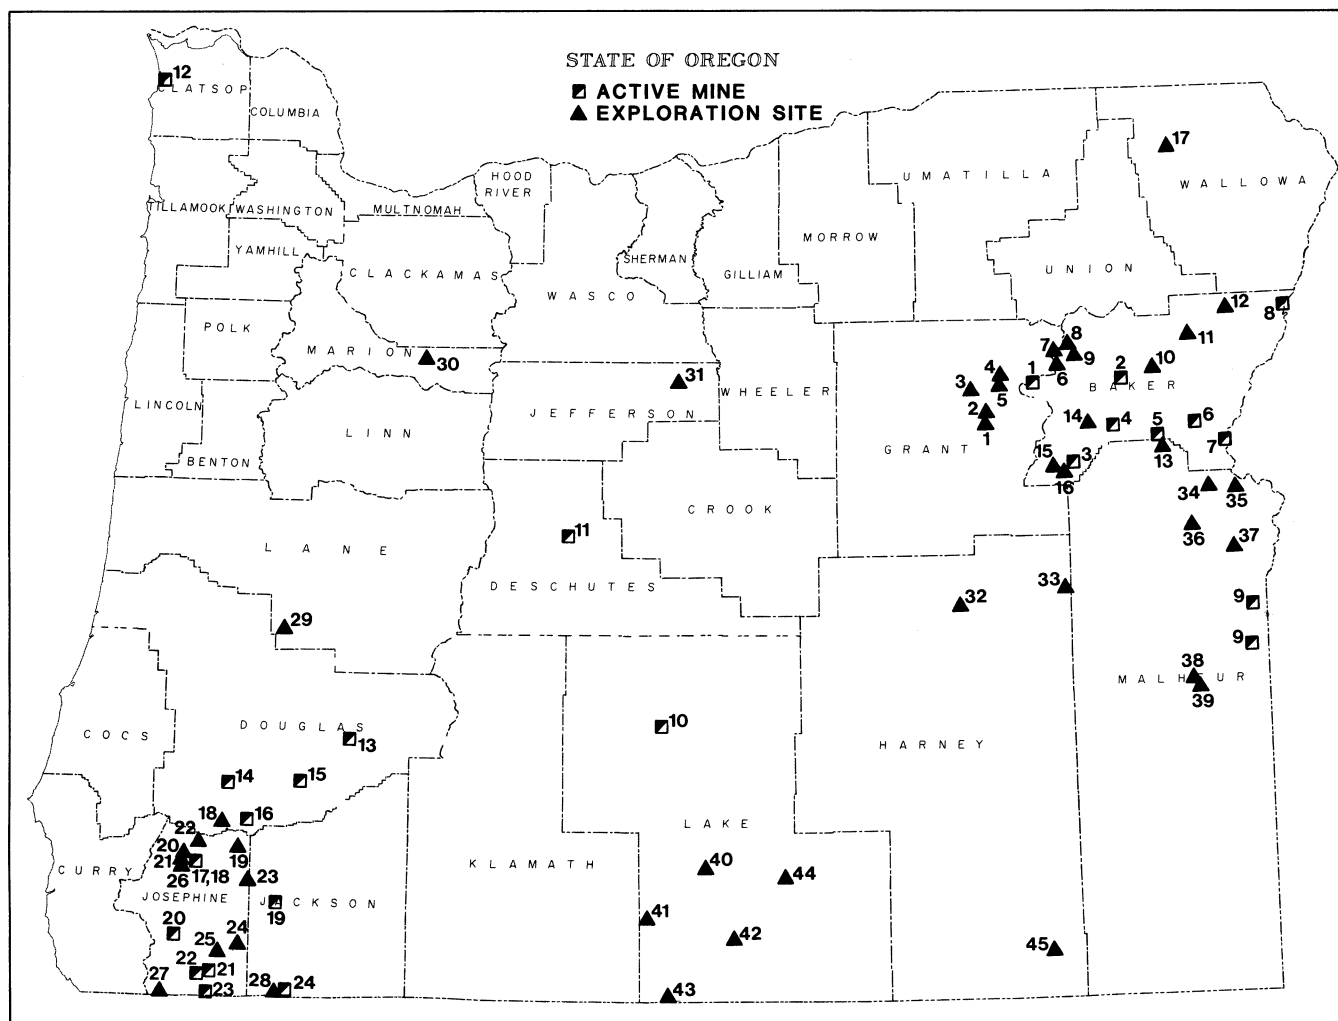 STATE OF OREGON
ACTIVE MINE
EXPLORATION SITE
12
CLATSOP
COLUMBIA
17
HOOD
RIVER
UMATILLA
WALLOWA
TILLAMOOK
WASHINGTON
MULTNOMAH
MORROW
YAMHILL
SHERMAN
GILLIAM
CLACKAMAS
UNION
WASCO
12
8
POLK
11
MARION
30
7
8
9
6
10
31
4
1
2
3
5
BAKER
WHEELER
LINCOLN
JEFFERSON
2
14
4
5
6
LINN
1
7
GRANT
13
BENTON
15
3
16
34
35
CROOK
11
36
37
LANE
DESCHUTES
33
32
9
29
9
38
MALHEUR
39
DOUGLAS
10
COCS
13
HARNEY
14
15
18
16
LAKE
22
20
21
19
KLAMATH
40
44
CURRY
26
17,18
23
JOSEPHINE
JACKSON
19
20
41
24
25
42
45
22
21
27
23
28
24
43